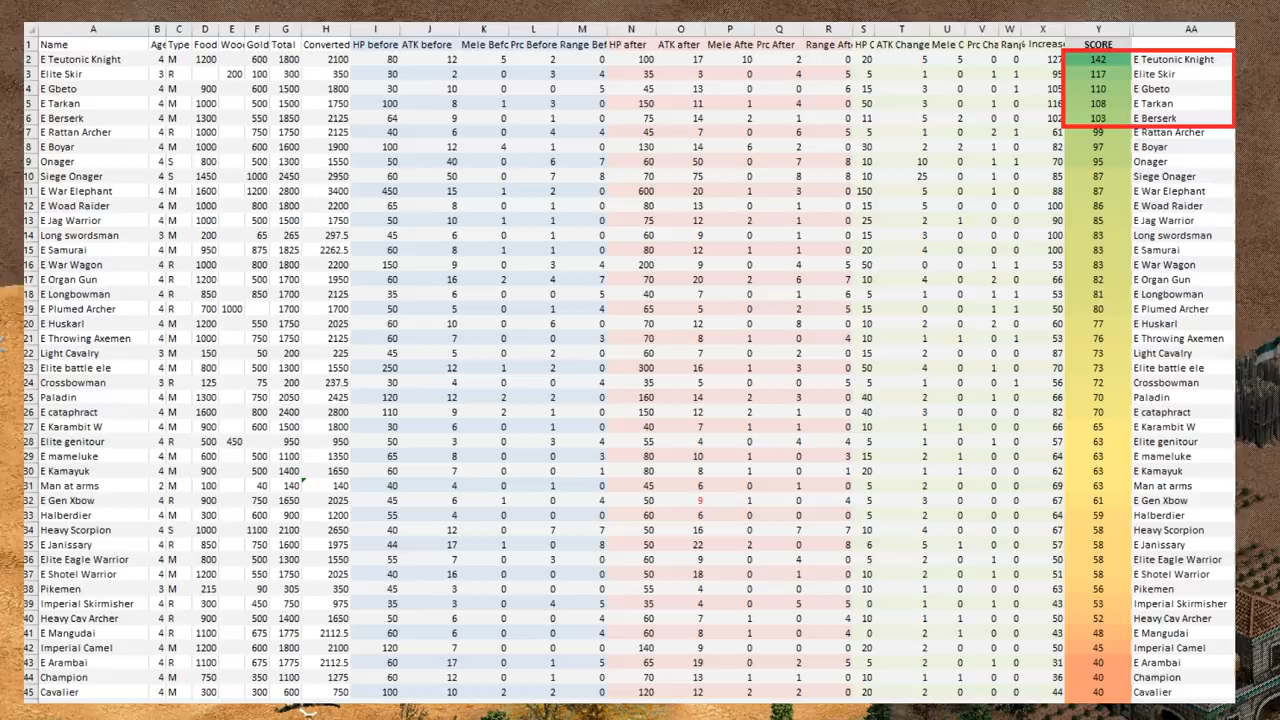 A B C D E F G H I J K L M N O P Q R S T U V W X Y Z AA
1 Name Age Type Food Wood Gold Total Converted HP before ATK before Mele Befo Prc Before Range Bef HP after ATK after Mele Afte Prc After Range Aft HP C ATK Change Mele C Prc Cha Rang Increase SCORE
2 E Teutonic Knight 4 M 1200 600 1800 2100 80 12 5 2 0 100 17 10 2 0 20 5 5 0 0 127 142 E Teutonic Knight
3 Elite Skir 3 R 200 100 300 350 30 2 0 3 4 35 3 0 4 5 5 1 0 1 1 95 117 Elite Skir
4 E Gbeto 4 M 900 600 1500 1800 30 10 0 0 5 45 13 0 0 6 15 3 0 0 1 105 110 E Gbeto
5 E Tarkan 4 M 1000 500 1500 1750 100 8 1 3 0 150 11 1 4 0 50 3 0 1 0 116 108 E Tarkan
6 E Berserk 4 M 1300 550 1850 2125 64 9 0 1 0 75 14 2 1 0 11 5 2 0 0 102 103 E Berserk
7 E Rattan Archer 4 R 1000 750 1750 2125 40 6 0 4 5 45 7 0 6 5 5 1 0 2 1 61 99 E Rattan Archer
8 E Boyar 4 M 1000 600 1600 1900 100 12 4 1 0 130 14 6 2 0 30 2 2 1 0 82 97 E Boyar
9 Onager 4 S 800 500 1300 1550 50 40 0 6 7 60 50 0 7 8 10 10 0 1 1 70 95 Onager
10 Siege Onager 4 S 1450 1000 2450 2950 60 50 0 7 8 70 75 0 8 8 10 25 0 1 0 85 87 Siege Onager
11 E War Elephant 4 M 1600 1200 2800 3400 450 15 1 2 0 600 20 1 3 0 150 5 0 1 0 88 87 E War Elephant
12 E Woad Raider 4 M 1000 800 1800 2200 65 8 0 1 0 80 13 0 1 0 15 5 0 0 0 100 86 E Woad Raider
13 E Jag Warrior 4 M 1000 500 1500 1750 50 10 1 1 0 75 12 2 1 0 25 2 1 0 0 90 85 E Jag Warrior
14 Long swordsman 3 M 200 65 265 297.5 45 6 0 1 0 60 9 0 1 0 15 3 0 0 0 100 83 Long swordsman
15 E Samurai 4 M 950 875 1825 2262.5 60 8 1 1 0 80 12 1 1 0 20 4 0 0 0 100 83 E Samurai
16 E War Wagon 4 R 1000 800 1800 2200 150 9 0 3 4 200 9 0 4 5 50 0 0 1 1 53 83 E War Wagon
17 E Organ Gun 4 R 1200 500 1700 1950 60 16 2 4 7 70 20 2 6 7 10 4 0 2 0 66 82 E Organ Gun
18 E Longbowman 4 R 850 850 1700 2125 35 6 0 0 5 40 7 0 1 6 5 1 0 1 1 53 81 E Longbowman
19 E Plumed Archer 4 R 700 1000 1700 1700 50 5 0 1 4 65 5 0 2 5 15 0 0 1 1 50 80 E Plumed Archer
20 E Huskarl 4 M 1200 550 1750 2025 60 10 0 6 0 70 12 0 8 0 10 2 0 2 0 60 77 E Huskarl
21 E Throwing Axemen 4 M 1000 750 1750 2125 60 7 0 0 3 70 8 1 0 4 10 1 1 0 1 53 76 E Throwing Axemen
22 Light Cavalry 3 M 150 50 200 225 45 5 0 2 0 60 7 0 2 0 15 2 0 0 0 87 73 Light Cavalry
23 Elite battle ele 4 M 800 500 1300 1550 250 12 1 2 0 300 16 1 3 0 50 4 0 1 0 70 73 Elite battle ele
24 Crossbowman 3 R 125 75 200 237.5 30 4 0 0 4 35 5 0 0 5 5 1 0 0 1 56 72 Crossbowman
25 Paladin 4 M 1300 750 2050 2425 120 12 2 2 0 160 14 2 3 0 40 2 0 1 0 66 70 Paladin
26 E cataphract 4 M 1600 800 2400 2800 110 9 2 1 0 150 12 2 1 0 40 3 0 0 0 82 70 E cataphract
27 E Karambit W 4 M 900 600 1500 1800 30 6 0 1 0 40 7 1 1 0 10 1 1 0 0 65 66 E Karambit W
28 Elite genitour 4 R 500 450 950 950 50 3 0 3 4 55 4 0 4 4 5 1 0 1 0 61 63 Elite genitour
29 E mameluke 4 M 600 500 1100 1350 65 8 0 0 3 80 10 1 0 3 15 2 1 0 0 64 63 E mameluke
30 E Kamayuk 4 M 900 500 1400 1650 60 7 0 0 1 80 8 1 0 1 20 1 1 0 0 62 63 E Kamayuk
31 Man at arms 2 M 100 40 140 140 40 4 0 1 0 45 6 0 1 0 5 2 0 0 0 69 63 Man at arms
32 E Gen Xbow 4 R 900 750 1650 2025 45 6 1 0 4 50 9 1 0 4 5 3 0 0 0 67 61 E Gen Xbow
33 Halberdier 4 M 300 600 900 1200 55 4 0 0 0 60 6 0 0 0 5 2 0 0 0 64 59 Halberdier
34 Heavy Scorpion 4 S 1000 1100 2100 2650 40 12 0 7 7 50 16 0 7 7 10 4 0 0 0 67 58 Heavy Scorpion
35 E Janissary 4 R 850 750 1600 1975 44 17 1 0 8 50 22 2 0 8 6 5 1 0 0 58 58 E Janissary
36 Elite Eagle Warrior 4 M 800 500 1300 1550 55 7 0 3 0 60 9 0 4 0 5 2 0 1 0 58 58 Elite Eagle Warrior
37 E Shotel Warrior 4 M 1200 550 1750 2025 40 16 0 0 0 50 18 0 1 0 10 2 0 1 0 51 58 E Shotel Warrior
38 Pikemen 3 M 215 90 305 350 45 3 0 0 0 55 4 0 0 0 10 1 0 0 0 63 56 Pikemen
39 Imperial Skirmisher 4 R 300 450 750 975 35 3 0 4 5 35 4 0 5 5 0 1 0 1 0 43 53 Imperial Skirmisher
40 Heavy Cav Archer 4 R 1000 500 1500 1750 50 6 0 0 4 60 7 1 0 4 10 1 1 0 0 52 52 Heavy Cav Archer
41 E Mangudai 4 R 1100 675 1775 2112.5 60 6 0 0 4 60 8 1 0 4 0 2 1 0 0 43 48 E Mangudai
42 Imperial Camel 4 M 1200 600 1800 2100 120 7 0 0 0 140 9 0 0 0 20 2 0 0 0 50 45 Imperial Camel
43 E Arambai 4 R 1100 675 1775 2112.5 60 17 0 1 5 65 19 0 2 5 5 2 0 1 0 31 40 E Arambai
44 Champion 4 M 1100 1100 1275 60 12 0 1 0 70 13 1 1 0 10 1 1 0 0 36 40 Champion
45 Cavalier 4 M 300 300 600 750 100 10 2 2 0 120 12 2 2 0 20 2 0 0 0 44 40 Cavalier